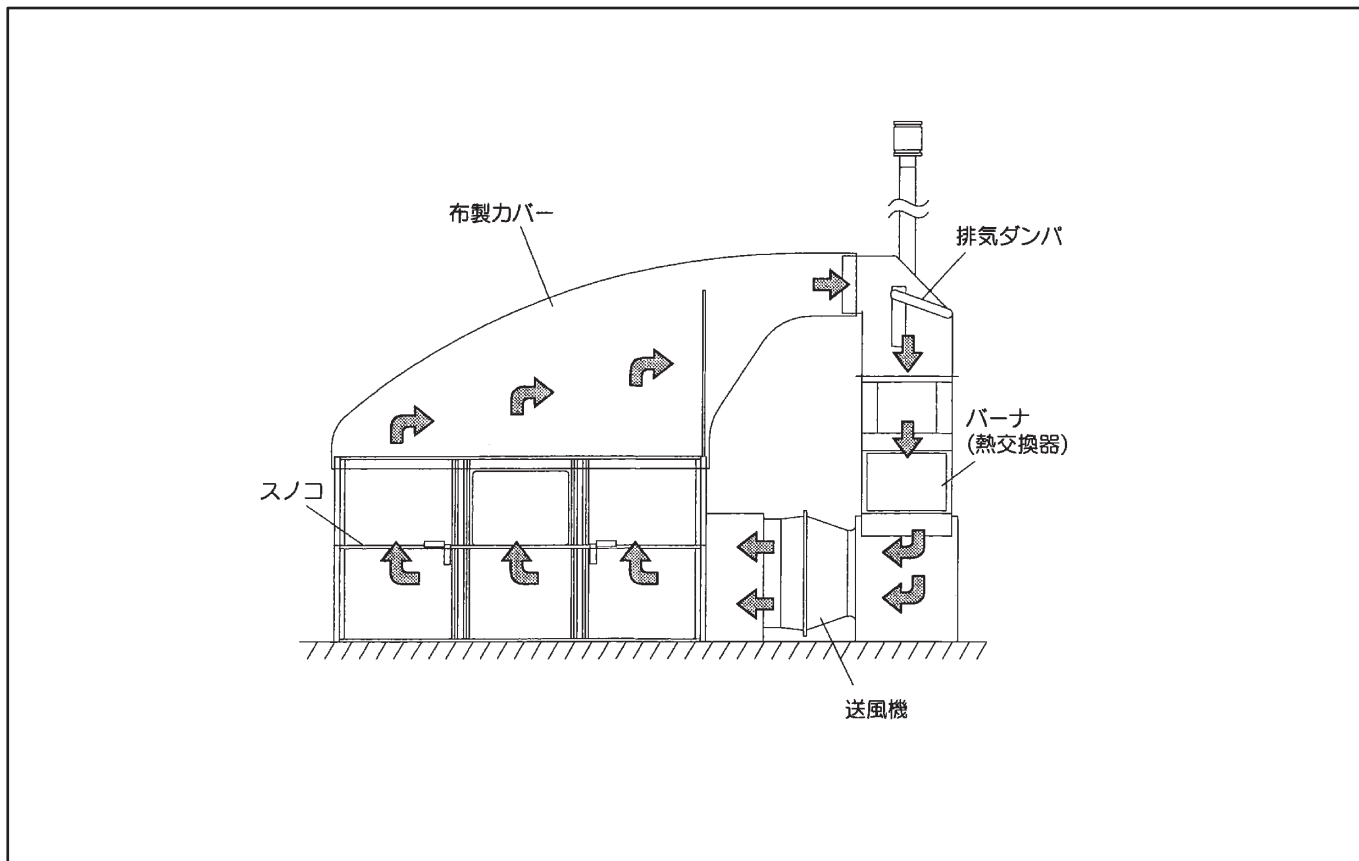 布製カバー
排気ダンパ
バーナ
(熱交換器)
スノコ
送風機